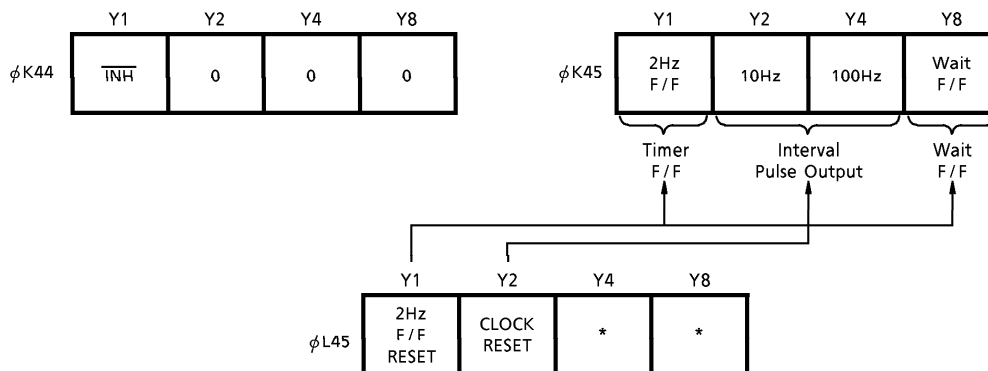 Y1 Y2 Y4 Y8
φK44 I̅N̅H̅ 0 0 0
Y1 Y2 Y4 Y8
φK45 2Hz F/F 10Hz 100Hz Wait F/F
Timer F/F
Interval Pulse Output
Wait F/F
Y1 Y2 Y4 Y8
φL45 2Hz F/F RESET CLOCK RESET * *